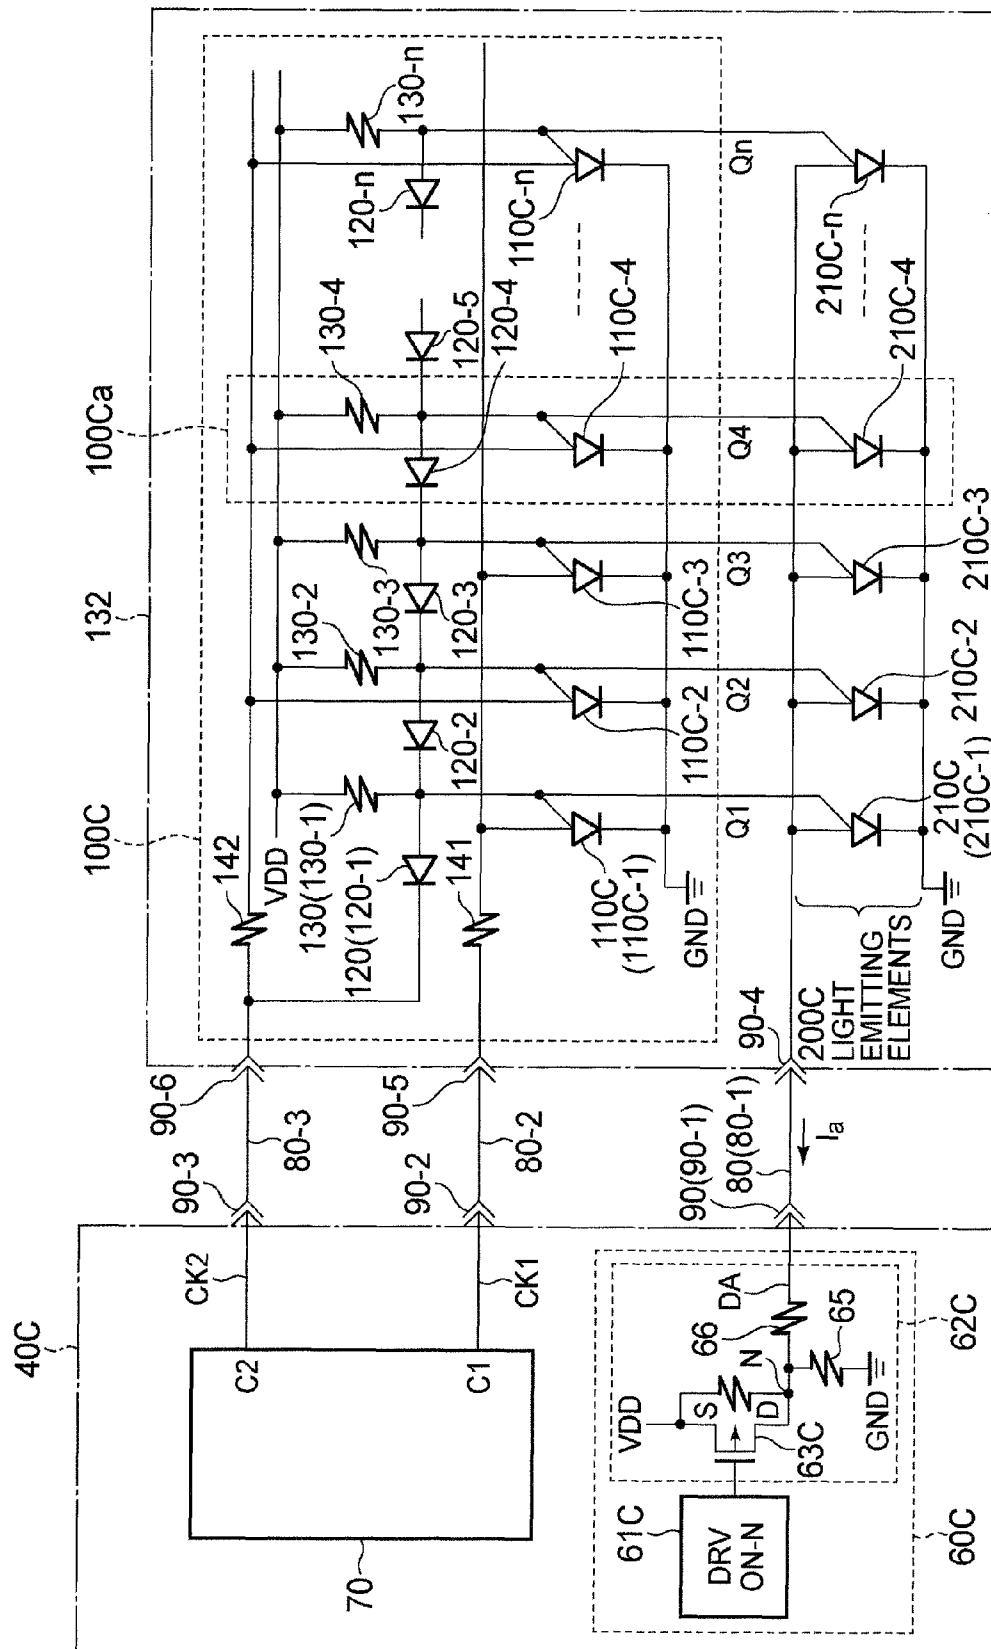 40C
70
C2
C1
CK2
CK1
90-3
90-2
80-3
80-2
90-6
90-5
132
100C
100Ca
142
VDD
130(130-1)
120(120-1)
141
110C
(110C-1)
GND
130-2
120-2
110C-2
130-3
120-3
110C-3
130-4
120-4
120-5
110C-4
130-n
120-n
110C-n
Q1
Q2
Q3
Q4
Qn
60C
61C
DRV
ON-N
62C
VDD
S
D
N
63C
66
65
GND
DA
90(90-1)
80(80-1)
Ia
90-4
200C
LIGHT
EMITTING
ELEMENTS
GND
210C
(210C-1)
210C-2
210C-3
210C-4
210C-n